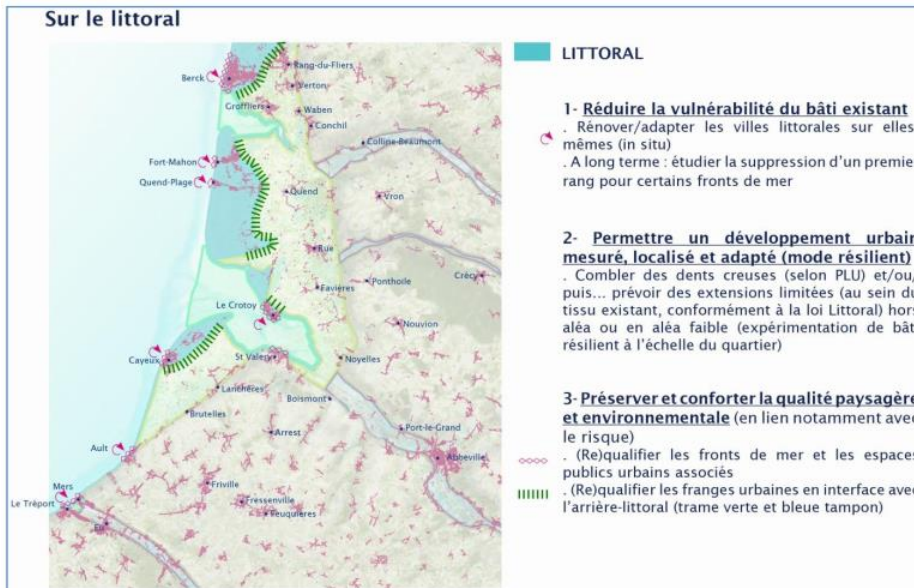 Sur le littoral
LITTORAL
1- Réduire la vulnérabilité du bâti existant
. Rénover/adapter les villes littorales sur elles
mêmes (in situ)
. A long terme : étudier la suppression d'un premie
rang pour certains fronts de mer
2- Permettre un développement urbain
mesuré, localisé et adapté (mode résilient)
. Combler des dents creuses (selon PLU) et/ou,
puis... prévoir des extensions limitées (au sein du
tissu existant, conformément à la loi Littoral) hors
aléa ou en aléa faible (expérimentation de bât
résilient à l'échelle du quartier)
3- Préserver et conforter la qualité paysagère
et environnementale (en lien notamment avec
le risque)
. (Re)qualifier les fronts de mer et les espaces
publics urbains associés
. (Re)qualifier les franges urbaines en interface avec
l'arrière-littoral (trame verte et bleue tampon)
Berck
Rang-du-Fliers
Verton
Groffliers
Waben
Conchil
Colline-Beaumont
Fort-Mahon
Quend-Plage
Quend
Vron
Rue
Crécy
Favières
Ponthoile
Le Crotoy
Nouvion
Cayeux
St Valery
Noyelles
Lanchères
Boismont
Brutelles
Arrest
Port-le-Grand
Ault
Abbeville
Mers
Friville
Le Tréport
Fressenville
Feuquières
Eu